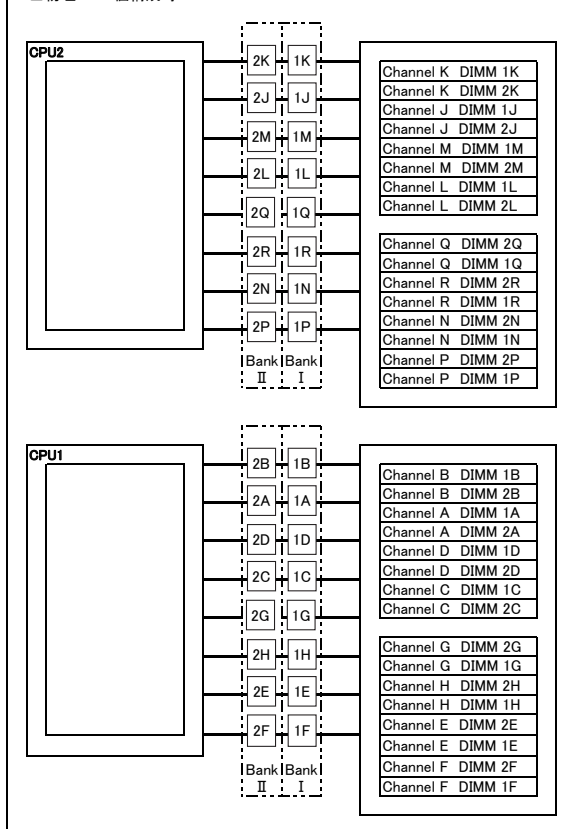 CPU2
2K 1K
2J 1J
2M 1M
2L 1L
2Q 1Q
2R 1R
2N 1N
2P 1P
Bank Bank
Ⅱ Ⅰ
Channel K DIMM 1K
Channel K DIMM 2K
Channel J DIMM 1J
Channel J DIMM 2J
Channel M DIMM 1M
Channel M DIMM 2M
Channel L DIMM 1L
Channel L DIMM 2L
Channel Q DIMM 2Q
Channel Q DIMM 1Q
Channel R DIMM 2R
Channel R DIMM 1R
Channel N DIMM 2N
Channel N DIMM 1N
Channel P DIMM 2P
Channel P DIMM 1P
CPU1
2B 1B
2A 1A
2D 1D
2C 1C
2G 1G
2H 1H
2E 1E
2F 1F
Bank Bank
Ⅱ Ⅰ
Channel B DIMM 1B
Channel B DIMM 2B
Channel A DIMM 1A
Channel A DIMM 2A
Channel D DIMM 1D
Channel D DIMM 2D
Channel C DIMM 1C
Channel C DIMM 2C
Channel G DIMM 2G
Channel G DIMM 1G
Channel H DIMM 2H
Channel H DIMM 1H
Channel E DIMM 2E
Channel E DIMM 1E
Channel F DIMM 2F
Channel F DIMM 1F